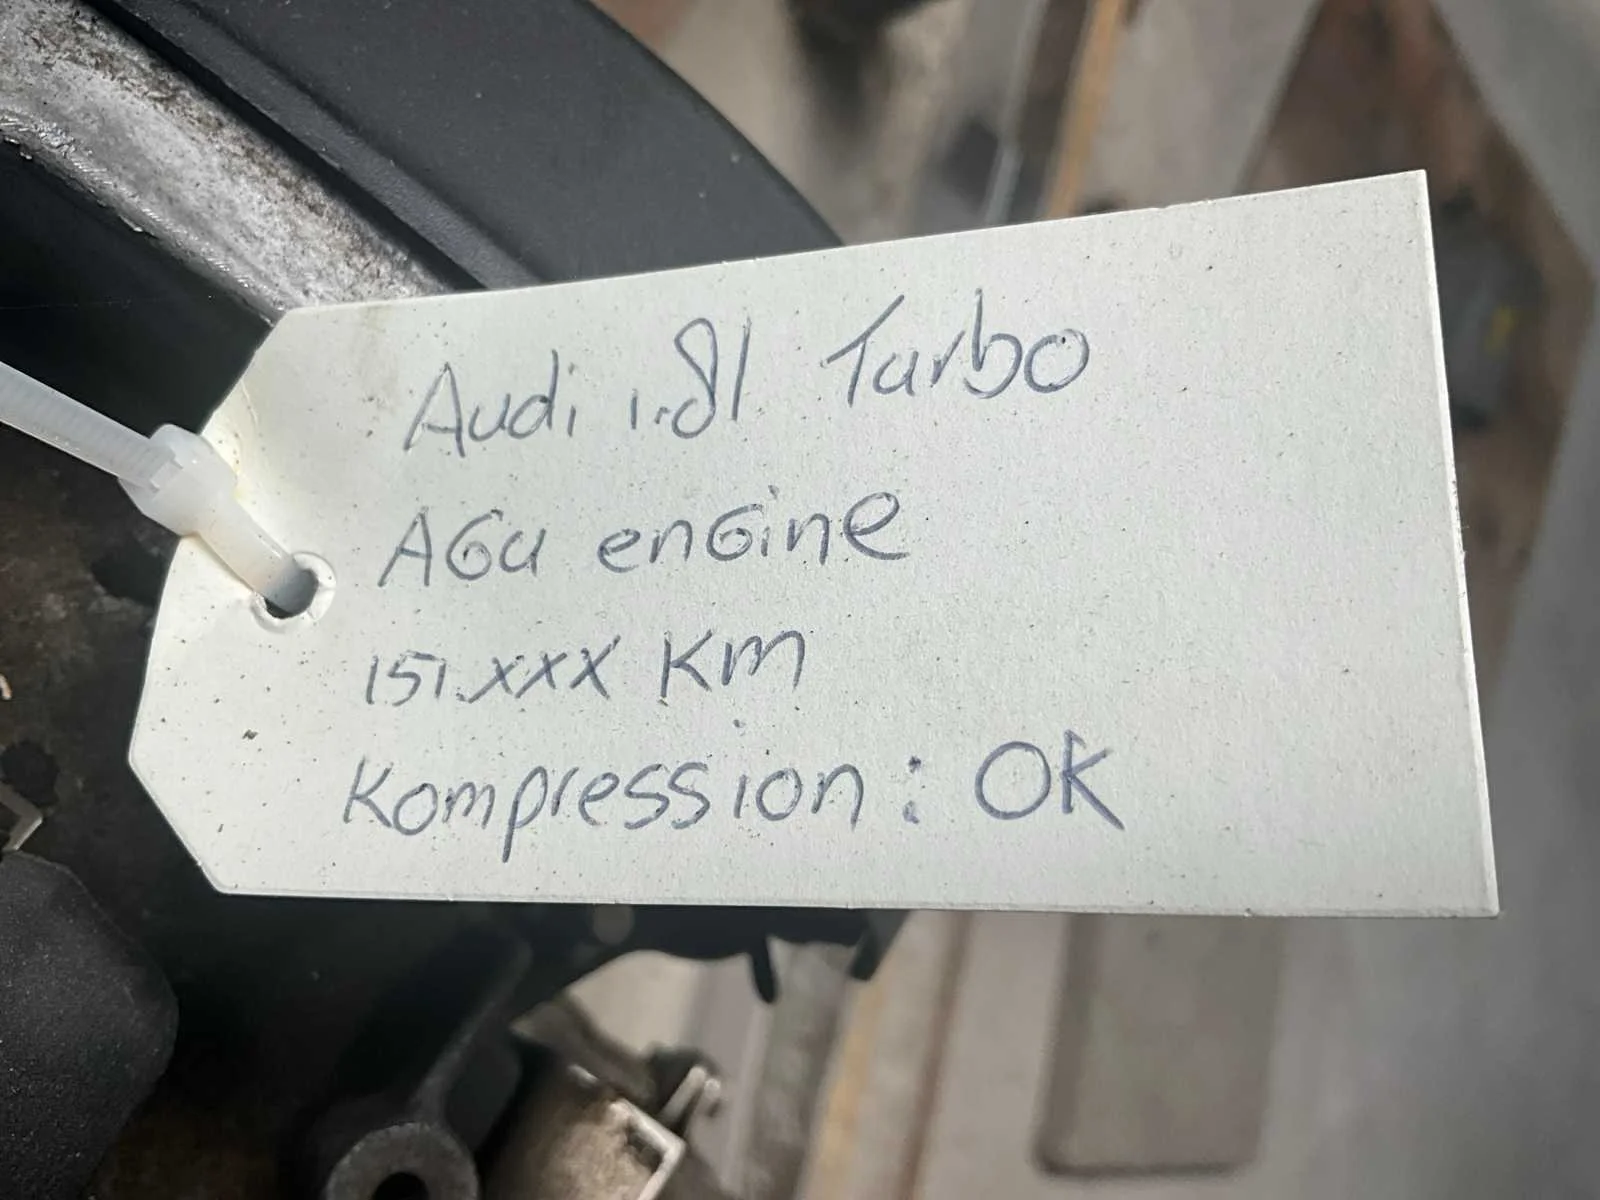 Audi 1.8l Turbo
AGU engine
151.xxx Km
Kompression: OK